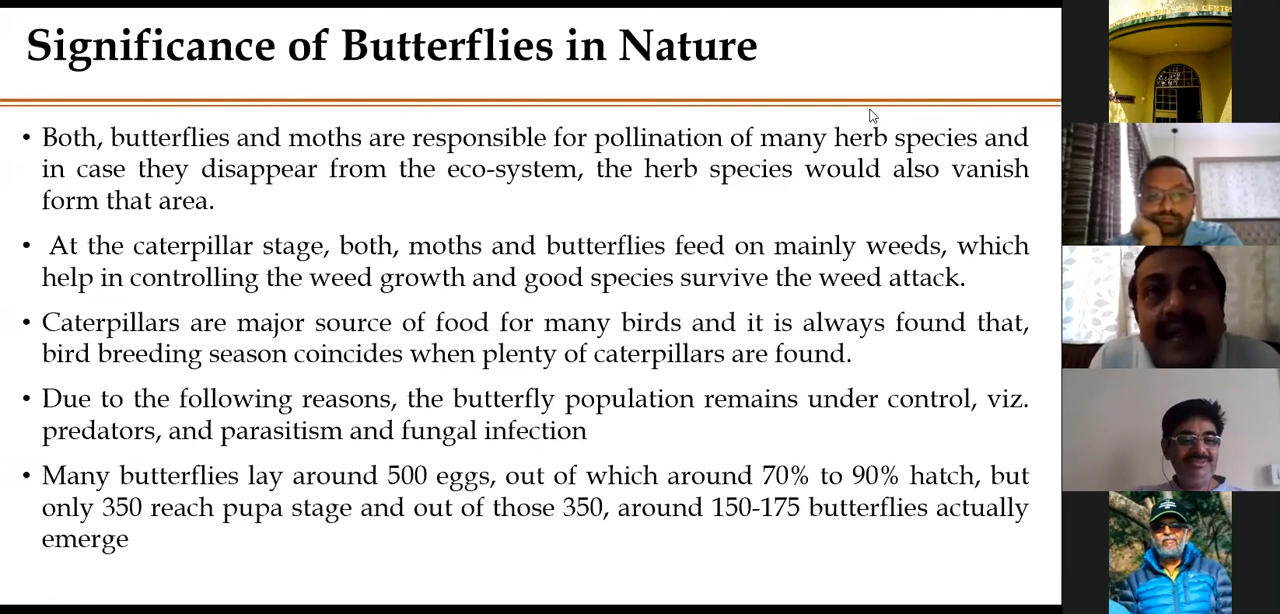 Significance of Butterflies in Nature
• Both, butterflies and moths are responsible for pollination of many herb species and
in case they disappear from the eco-system, the herb species would also vanish
form that area.
• At the caterpillar stage, both, moths and butterflies feed on mainly weeds, which
help in controlling the weed growth and good species survive the weed attack.
• Caterpillars are major source of food for many birds and it is always found that,
bird breeding season coincides when plenty of caterpillars are found.
• Due to the following reasons, the butterfly population remains under control, viz.
predators, and parasitism and fungal infection
• Many butterflies lay around 500 eggs, out of which around 70% to 90% hatch, but
only 350 reach pupa stage and out of those 350, around 150-175 butterflies actually
emerge